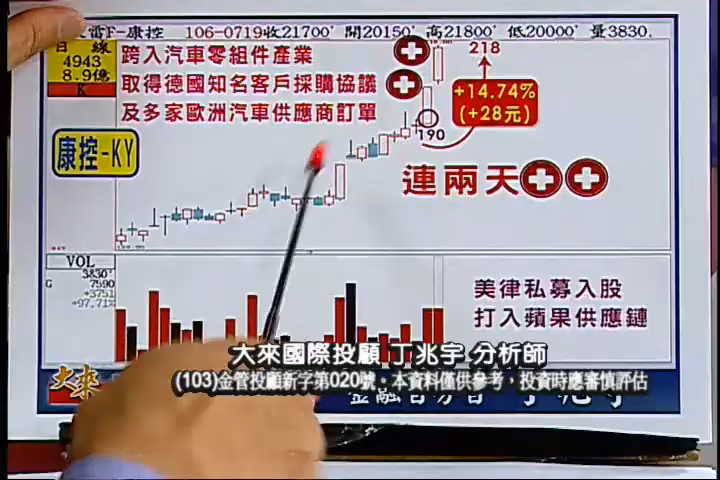 雷F-康控 106-0719收21700' 開20150' 高21800' 低20000' 量3830.
日 線
4943
8.9億
K
跨入汽車零組件產業
取得德國知名客戶採購協議
及多家歐洲汽車供應商訂單
218
+14.74%
(+28元)
190
康控-KY
連兩天
VOL
3830'
G 7590
+3751
+97.71%
美律私募入股
打入蘋果供應鏈
大來國際投顧 丁兆宇 分析師
(103)金管投顧新字第020號・本資料僅供參考，投資時應審慎評估
大來